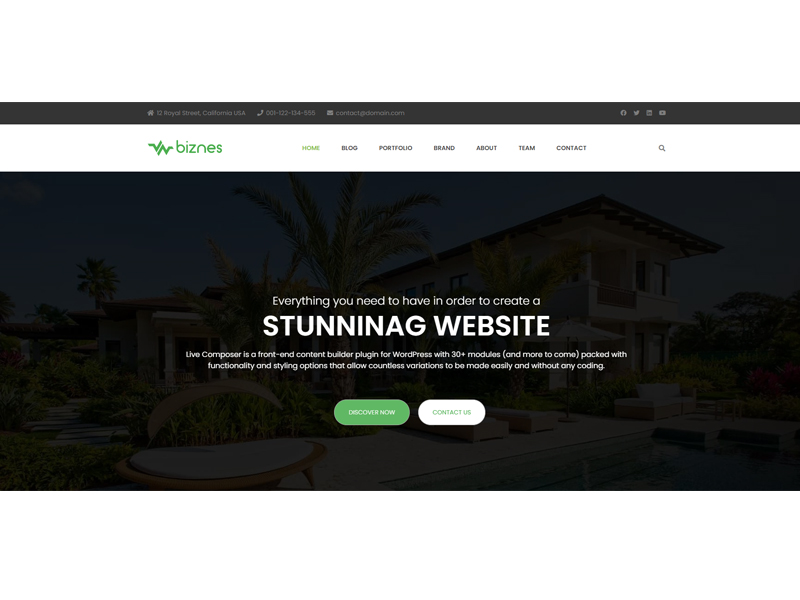 12 Royal Street, California USA 001-122-134-555 contact@domain.com
biznes HOME BLOG PORTFOLIO BRAND ABOUT TEAM CONTACT
Everything you need to have in order to create a
STUNNINAG WEBSITE
Live Composer is a front-end content builder plugin for WordPress with 30+ modules (and more to come) packed with
functionality and styling options that allow countless variations to be made easily and without any coding.
DISCOVER NOW CONTACT US